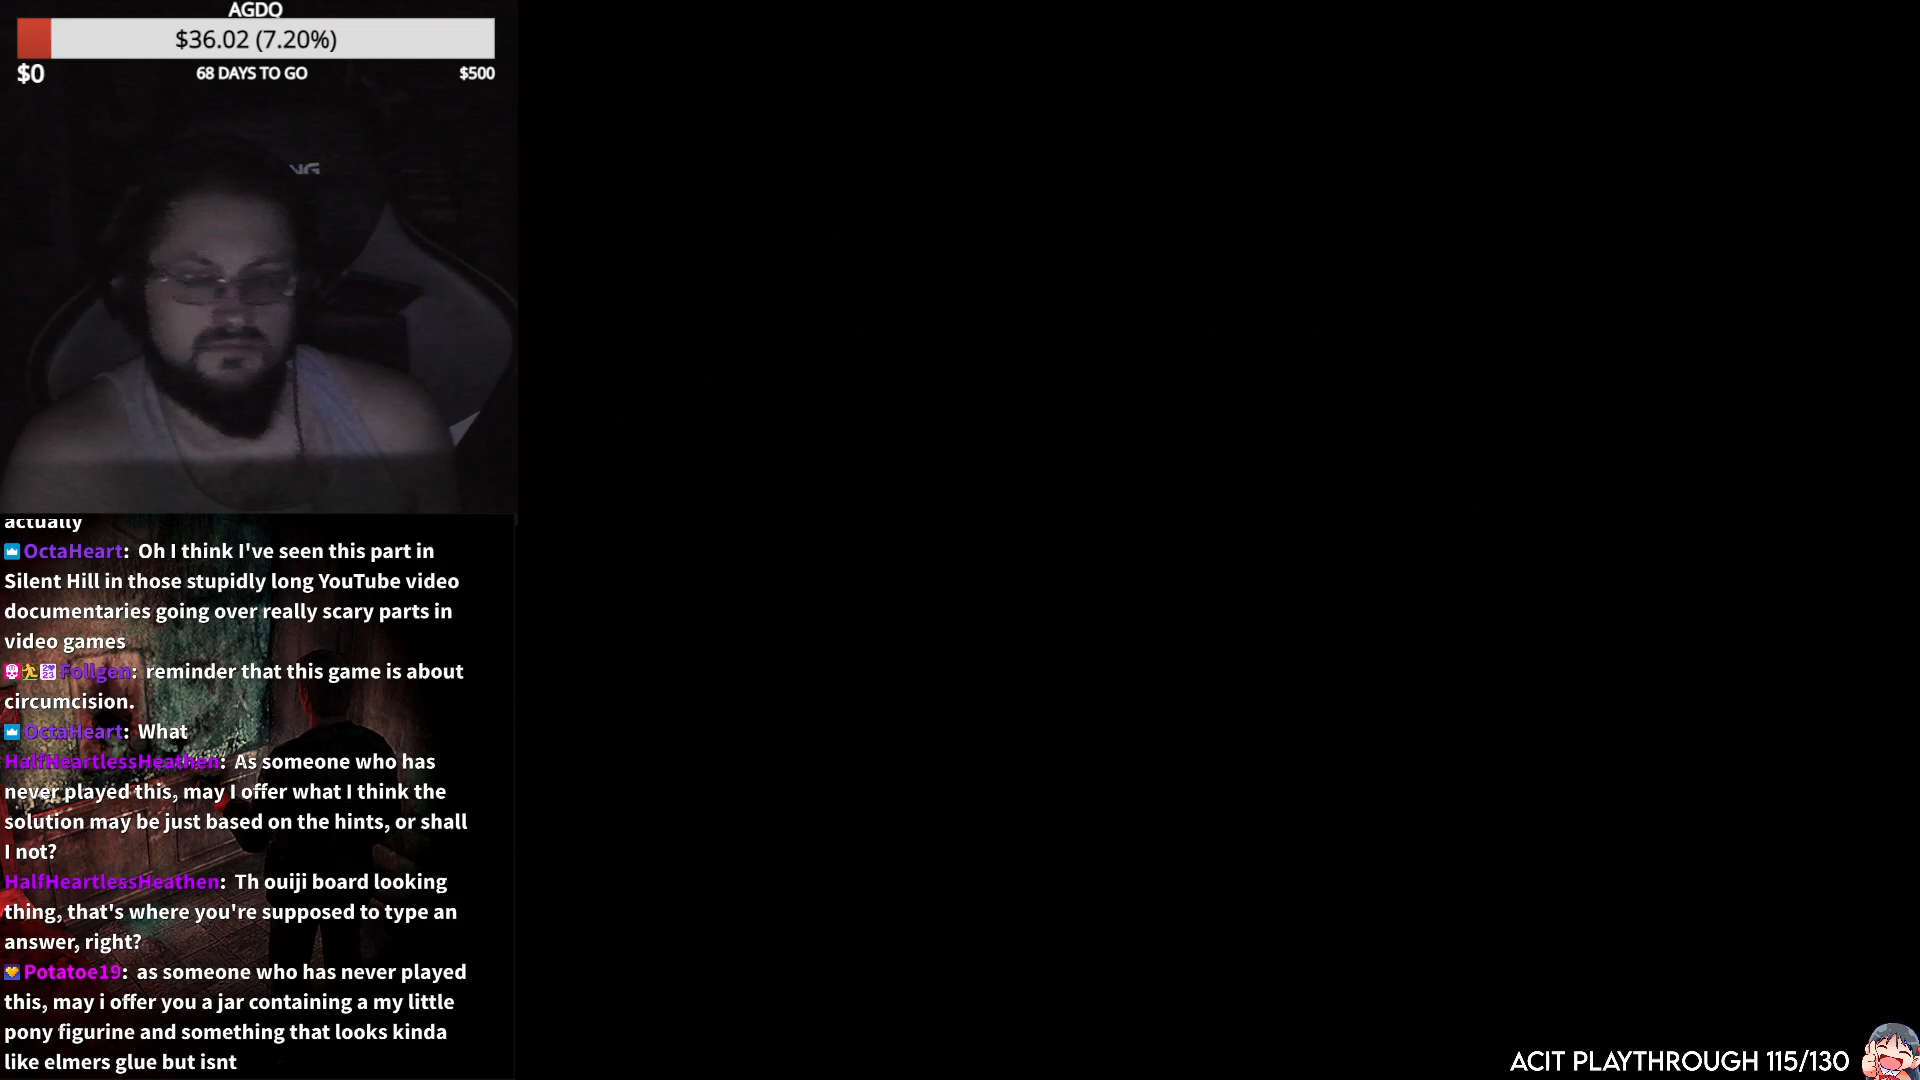 AGDQ
$36.02 (7.20%)
$0 68 DAYS TO GO $500
actually
OctaHeart: Oh I think I've seen this part in
Silent Hill in those stupidly long YouTube video
documentaries going over really scary parts in
video games
Follgen: reminder that this game is about
circumcision.
OctaHeart: What
HalfHeartlessHeathen: As someone who has
never played this, may I offer what I think the
solution may be just based on the hints, or shall
I not?
HalfHeartlessHeathen: Th ouiji board looking
thing, that's where you're supposed to type an
answer, right?
Potatoe19: as someone who has never played
this, may i offer you a jar containing a my little
pony figurine and something that looks kinda
like elmers glue but isnt
ACIT PLAYTHROUGH 115/130